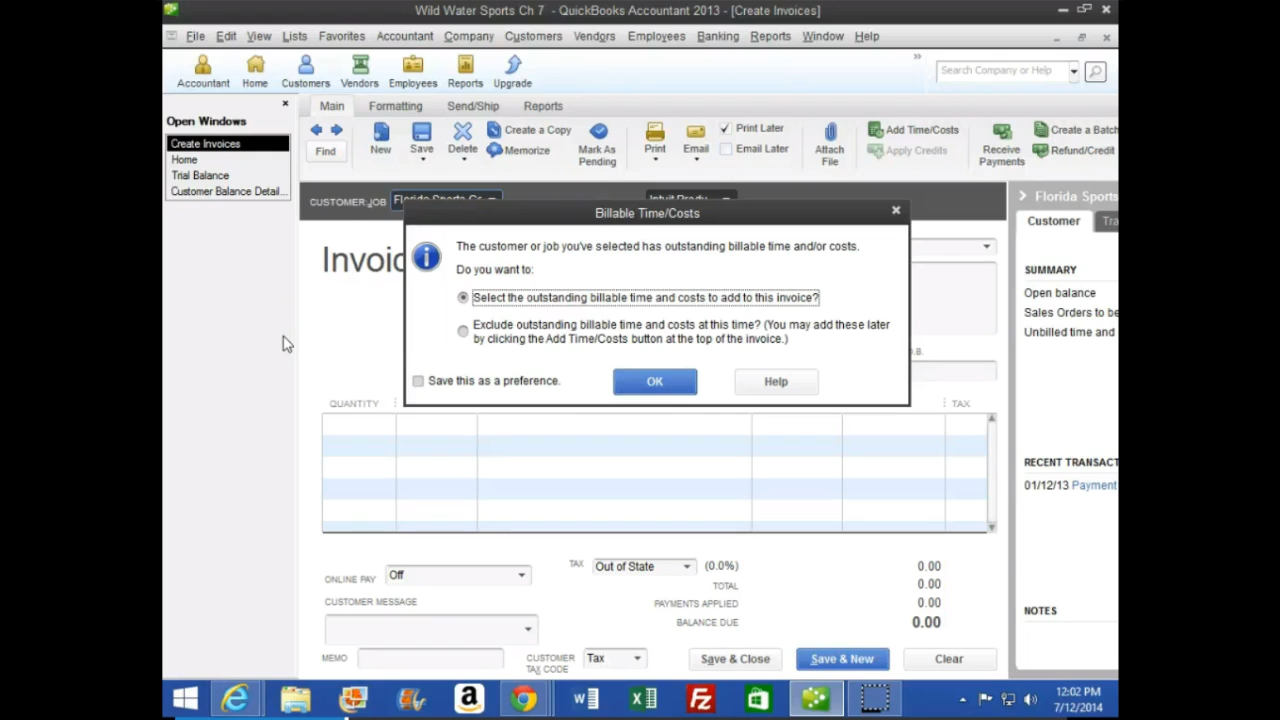 Wild Water Sports Ch 7 - QuickBooks Accountant 2013 - [Create Invoices]
File Edit View Lists Favorites Accountant Company Customers Vendors Employees Banking Reports Window Help
Accountant Home Customers Vendors Employees Reports Upgrade
Search Company or Help
Open Windows
Create Invoices
Home
Trial Balance
Customer Balance Detail...
Main Formatting Send/Ship Reports
Find
New
Save
Delete
Create a Copy
Memorize
Mark As
Pending
Print
Email
Print Later
Email Later
Attach
File
Add Time/Costs
Apply Credits
Receive
Payments
Create a Batch
Refund/Credit
CUSTOMER:JOB
Invoic
Billable Time/Costs
The customer or job you've selected has outstanding billable time and/or costs.
Do you want to:
Select the outstanding billable time and costs to add to this invoice?
Exclude outstanding billable time and costs at this time? (You may add these later
by clicking the Add Time/Costs button at the top of the invoice.)
Save this as a preference.
OK
Help
QUANTITY
TAX
ONLINE PAY Off
CUSTOMER MESSAGE
MEMO
TAX Out of State (0.0%) 0.00
TOTAL 0.00
PAYMENTS APPLIED 0.00
BALANCE DUE 0.00
CUSTOMER
TAX CODE
Tax
Save & Close
Save & New
Clear
Florida Sports
Customer
Tra
SUMMARY
Open balance
Sales Orders to be
Unbilled time and
RECENT TRANSACT
01/12/13 Payment
NOTES
12:02 PM
7/12/2014